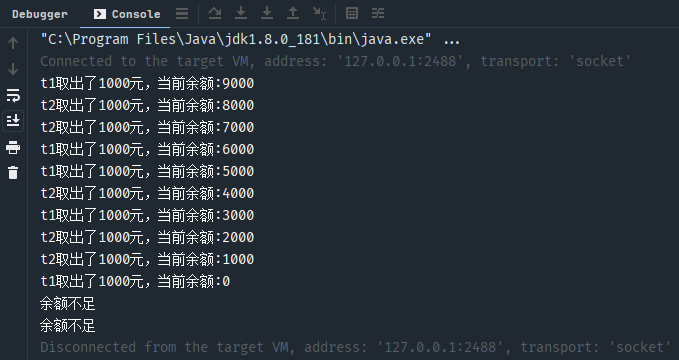 Debugger Console
"C:\Program Files\Java\jdk1.8.0_181\bin\java.exe" ...
Connected to the target VM, address: '127.0.0.1:2488', transport: 'socket'
t1取出了1000元，当前余额:9000
t2取出了1000元，当前余额:8000
t2取出了1000元，当前余额:7000
t1取出了1000元，当前余额:6000
t1取出了1000元，当前余额:5000
t2取出了1000元，当前余额:4000
t1取出了1000元，当前余额:3000
t2取出了1000元，当前余额:2000
t2取出了1000元，当前余额:1000
t1取出了1000元，当前余额:0
余额不足
余额不足
Disconnected from the target VM, address: '127.0.0.1:2488', transport: 'socket'